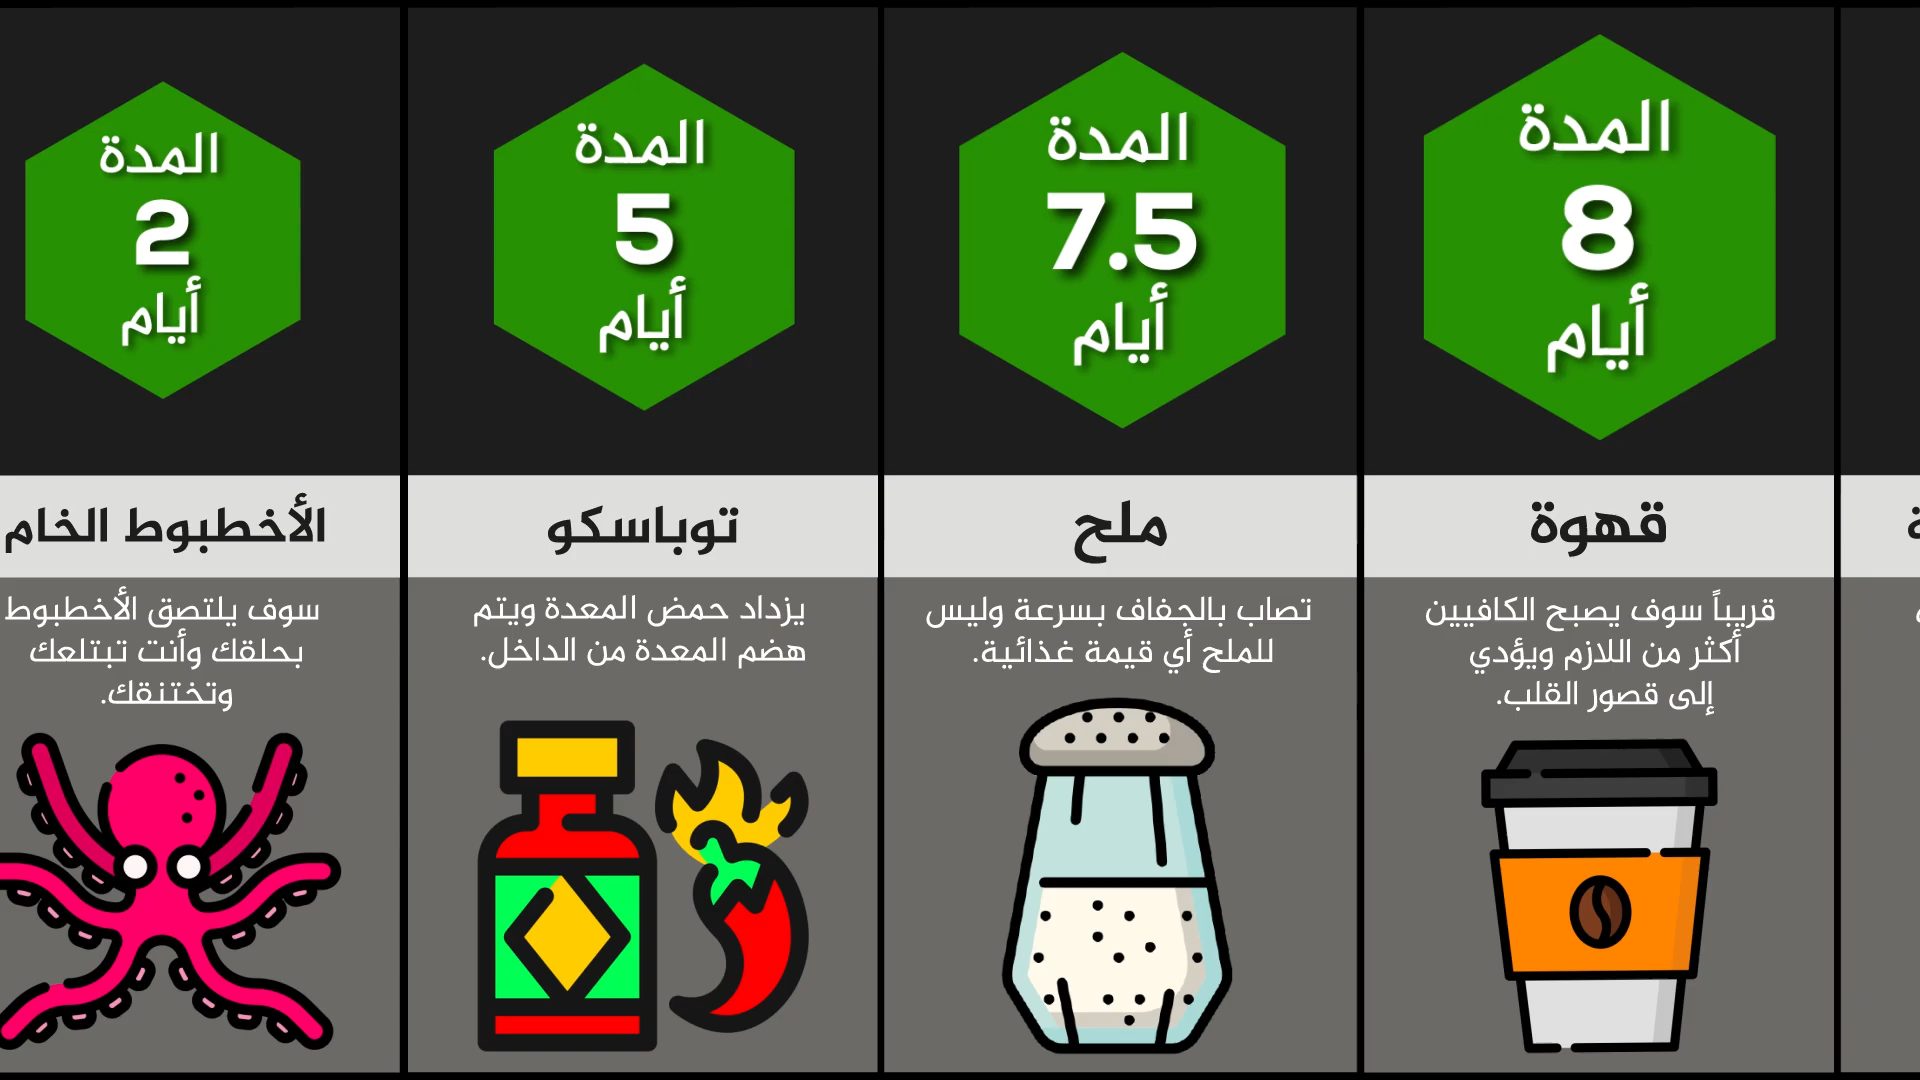 المدة
2
أيام
الأخطبوط الخام
سوف يلتصق الأخطبوط
بحلقك وأنت تبتلعك
وتختنقك.
المدة
5
أيام
توباسكو
يزداد حمض المعدة ويتم
هضم المعدة من الداخل.
المدة
7.5
أيام
ملح
تصاب بالجفاف بسرعة وليس
للملح أي قيمة غذائية.
المدة
8
أيام
قهوة
قريباً سوف يصبح الكافيين
أكثر من اللازم ويؤدي
إلى قصور القلب.